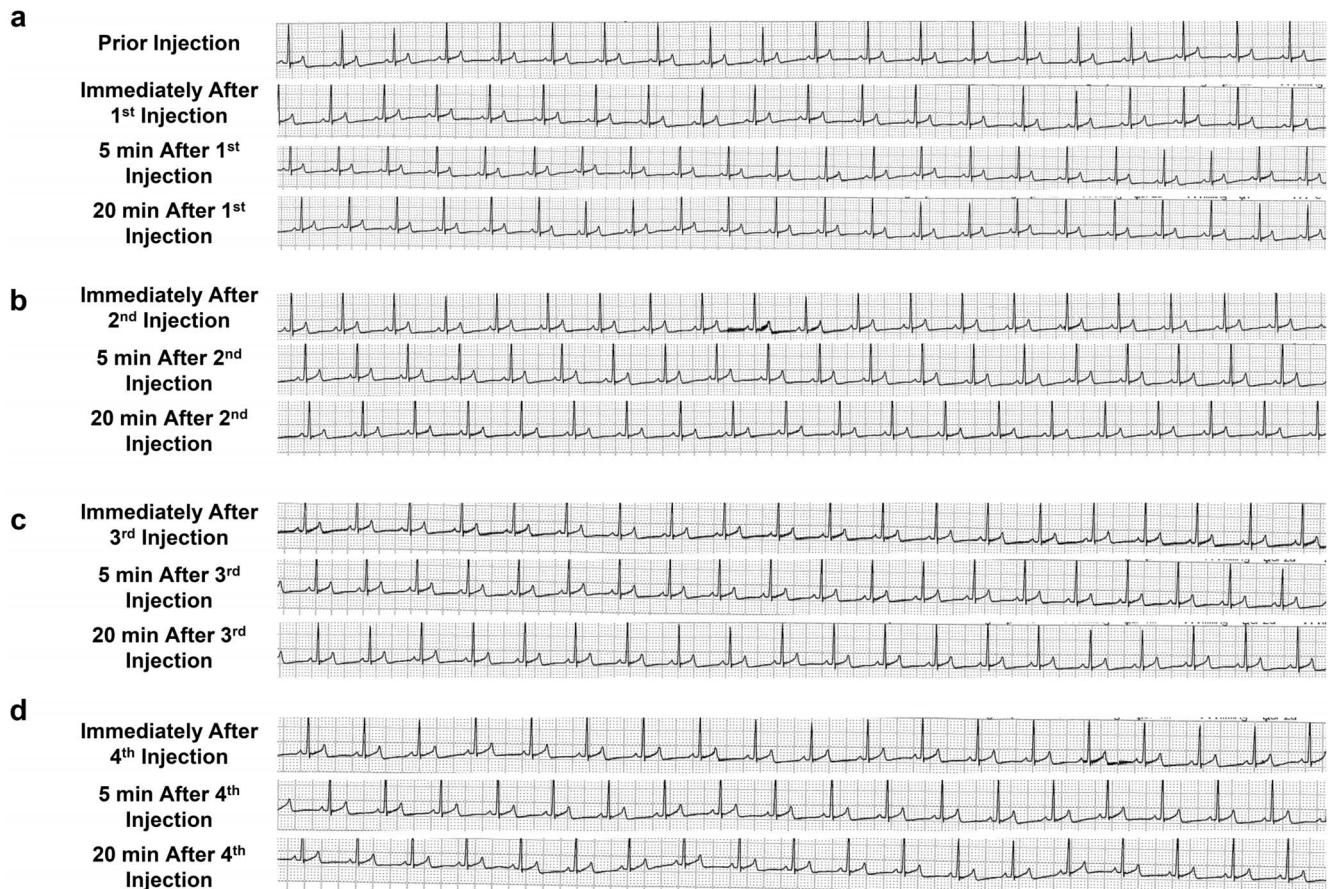 a
Prior Injection
Immediately After
1st Injection
5 min After 1st
Injection
20 min After 1st
Injection
b
Immediately After
2nd Injection
5 min After 2nd
Injection
20 min After 2nd
Injection
c
Immediately After
3rd Injection
5 min After 3rd
Injection
20 min After 3rd
Injection
d
Immediately After
4th Injection
5 min After 4th
Injection
20 min After 4th
Injection